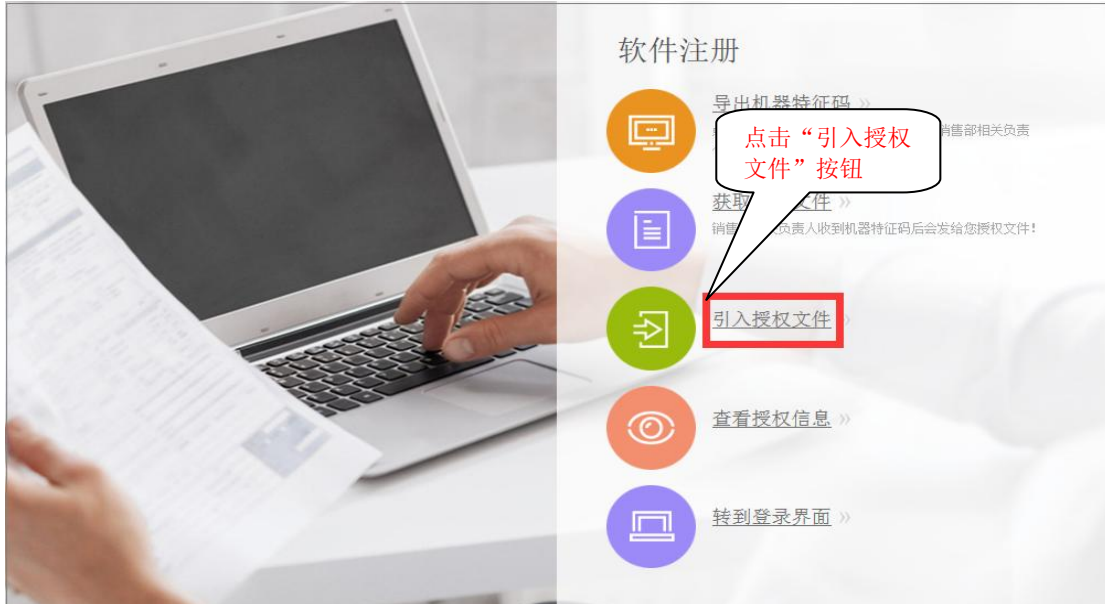 软件注册
导出机器特征码 »
销售部相关负责
点击“引入授权
文件”按钮
获取 文件 »
销售 负责人收到机器特征码后会发给您授权文件！
引入授权文件 »
查看授权信息 »
转到登录界面 »